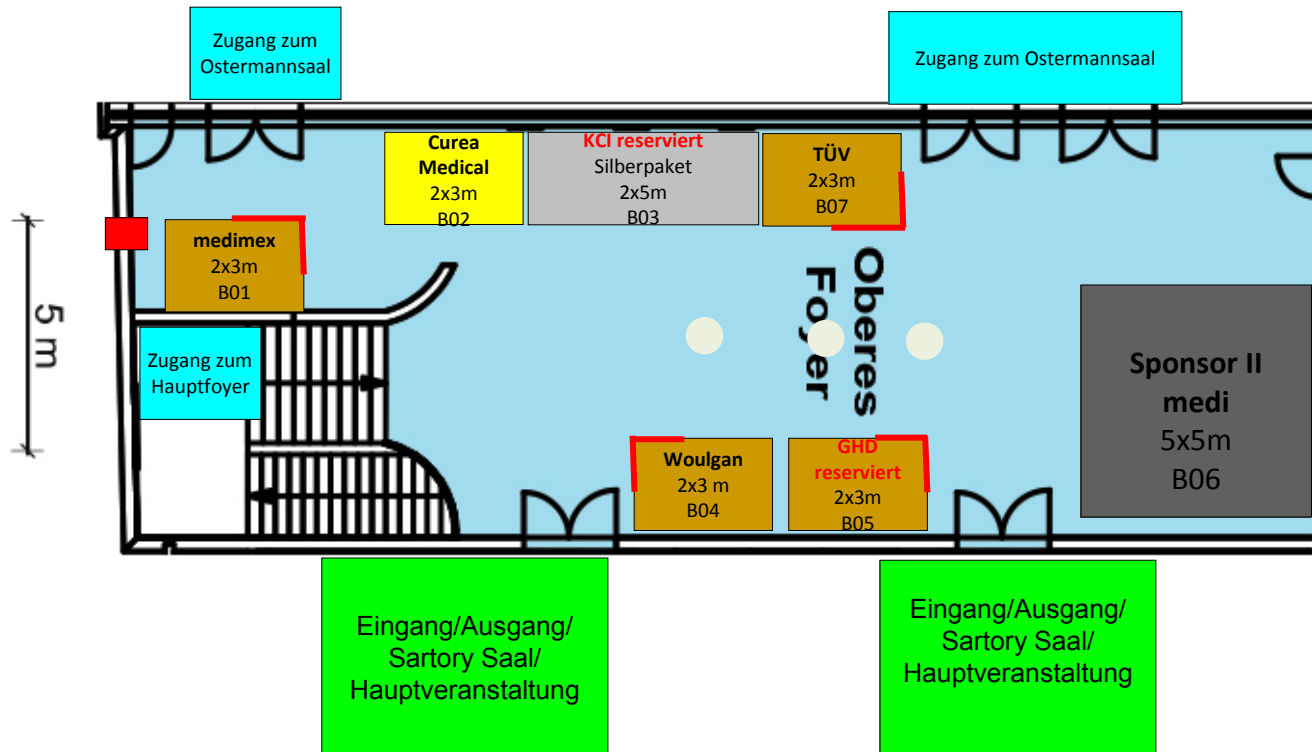 Zugang zum
Ostermannsaal
Zugang zum Ostermannsaal
Curea
Medical
2x3m
B02
KCI reserviert
Silberpaket
2x5m
B03
TÜV
2x3m
B07
medimex
2x3m
B01
5 m
Oberes
Foyer
Zugang zum
Hauptfoyer
Sponsor II
medi
5x5m
B06
Woulgan
2x3 m
B04
GHD
reserviert
2x3m
B05
Eingang/Ausgang/
Sartory Saal/
Hauptveranstaltung
Eingang/Ausgang/
Sartory Saal/
Hauptveranstaltung